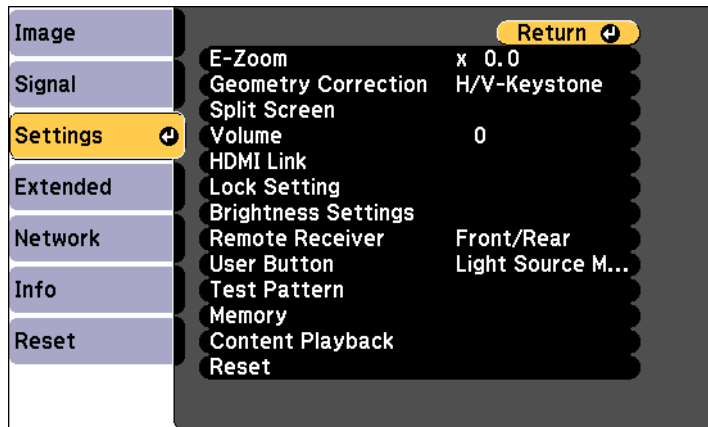 Image
Signal
Settings
Extended
Network
Info
Reset
Return
E-Zoom x 0.0
Geometry Correction H/V-Keystone
Split Screen
Volume 0
HDMI Link
Lock Setting
Brightness Settings
Remote Receiver Front/Rear
User Button Light Source M...
Test Pattern
Memory
Content Playback
Reset